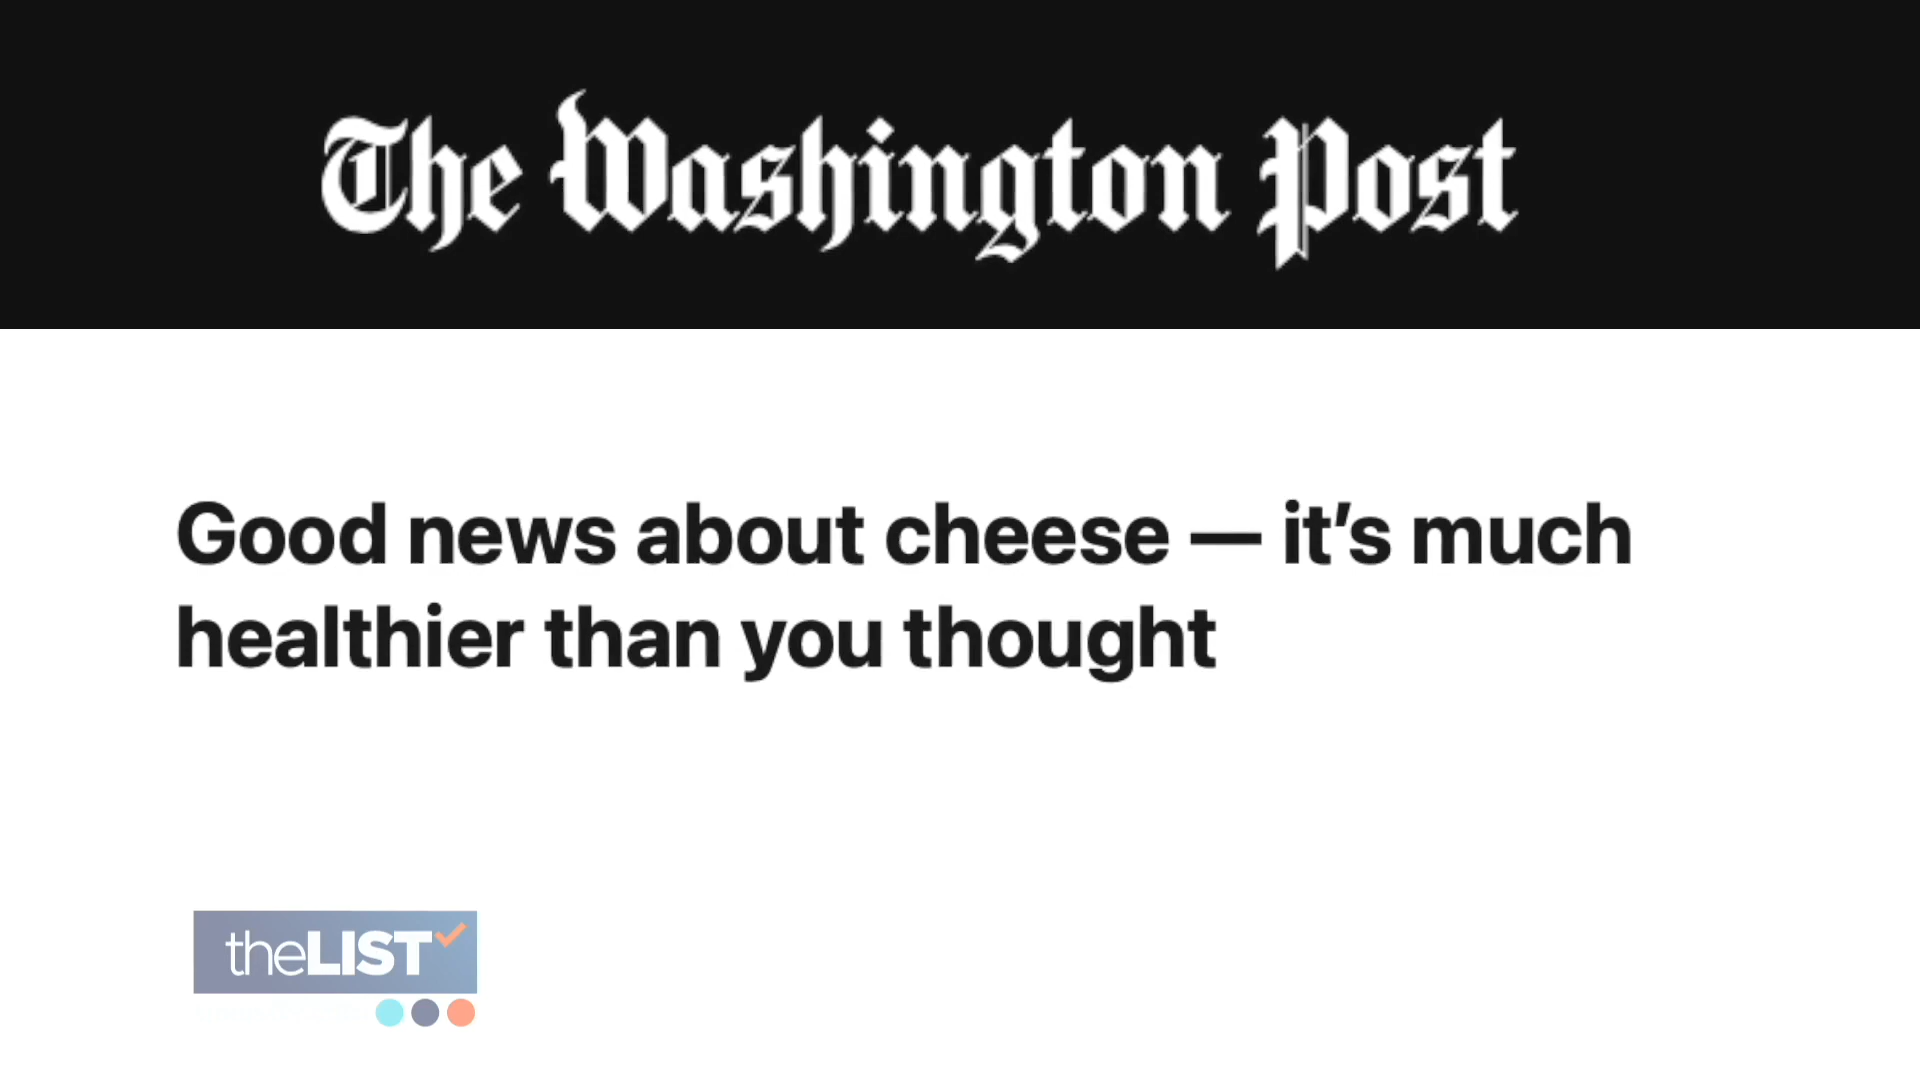 The Washington Post
Good news about cheese — it’s much
healthier than you thought
theLIST